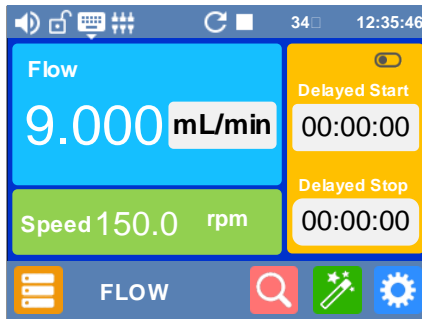 34□ 12:35:46
Flow
9.000 mL/min
Delayed Start
00:00:00
Delayed Stop
00:00:00
Speed 150.0 rpm
FLOW